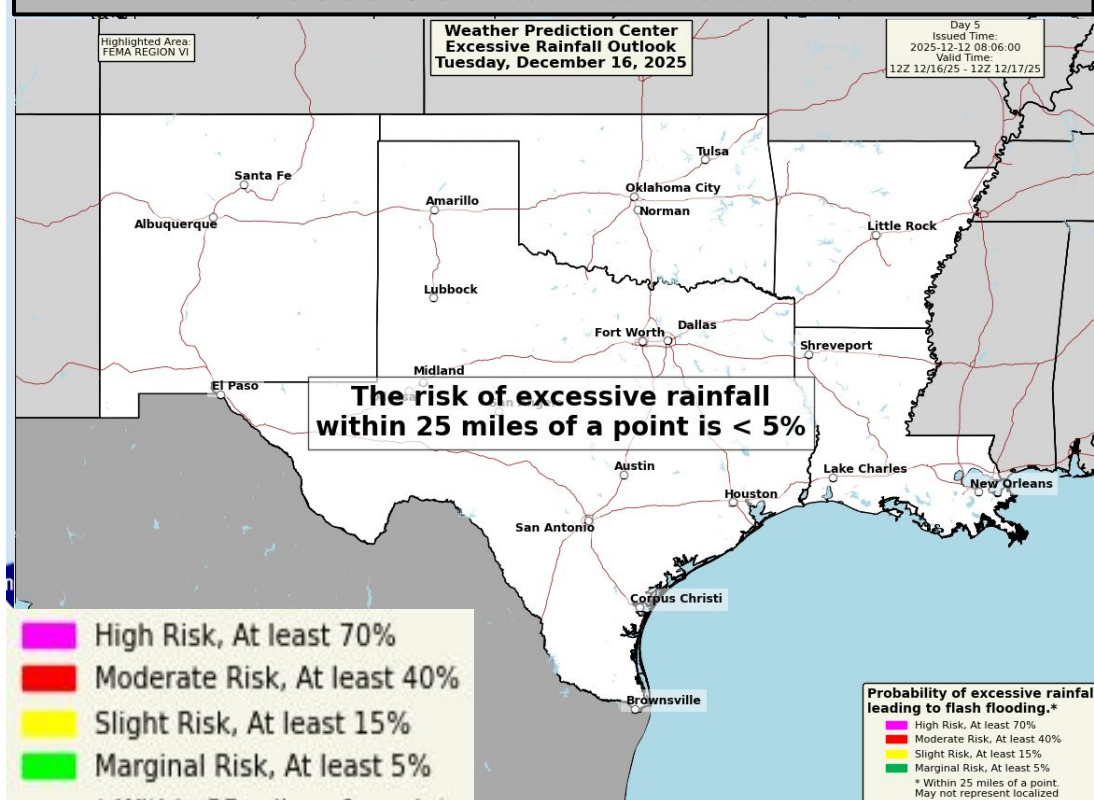 Highlighted Area:
FEMA REGION VI
Weather Prediction Center
Excessive Rainfall Outlook
Tuesday, December 16, 2025
Day 5
Issued Time:
2025-12-12 08:06:00
Valid Time:
12Z 12/16/25 - 12Z 12/17/25
Tulsa
Santa Fe
Oklahoma City
Amarillo
Norman
Albuquerque
Little Rock
Lubbock
Dallas
Fort Worth
Shreveport
Midland
El Paso
The risk of excessive rainfall
within 25 miles of a point is < 5%
Austin
Lake Charles
New Orleans
Houston
San Antonio
Corpus Christi
Brownsville
High Risk, At least 70%
Moderate Risk, At least 40%
Slight Risk, At least 15%
Marginal Risk, At least 5%
Probability of excessive rainfal
leading to flash flooding.*
High Risk, At least 70%
Moderate Risk, At least 40%
Slight Risk, At least 15%
Marginal Risk, At least 5%
* Within 25 miles of a point.
May not represent localized